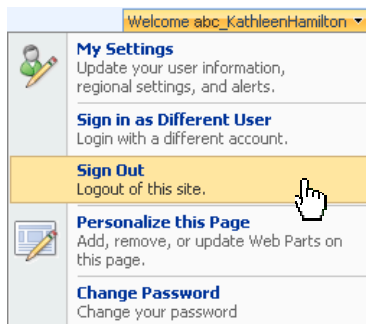 Welcome abc_KathleenHamilton
My Settings
Update your user information,
regional settings, and alerts.
Sign in as Different User
Login with a different account.
Sign Out
Logout of this site.
Personalize this Page
Add, remove, or update Web Parts on
this page.
Change Password
Change your password